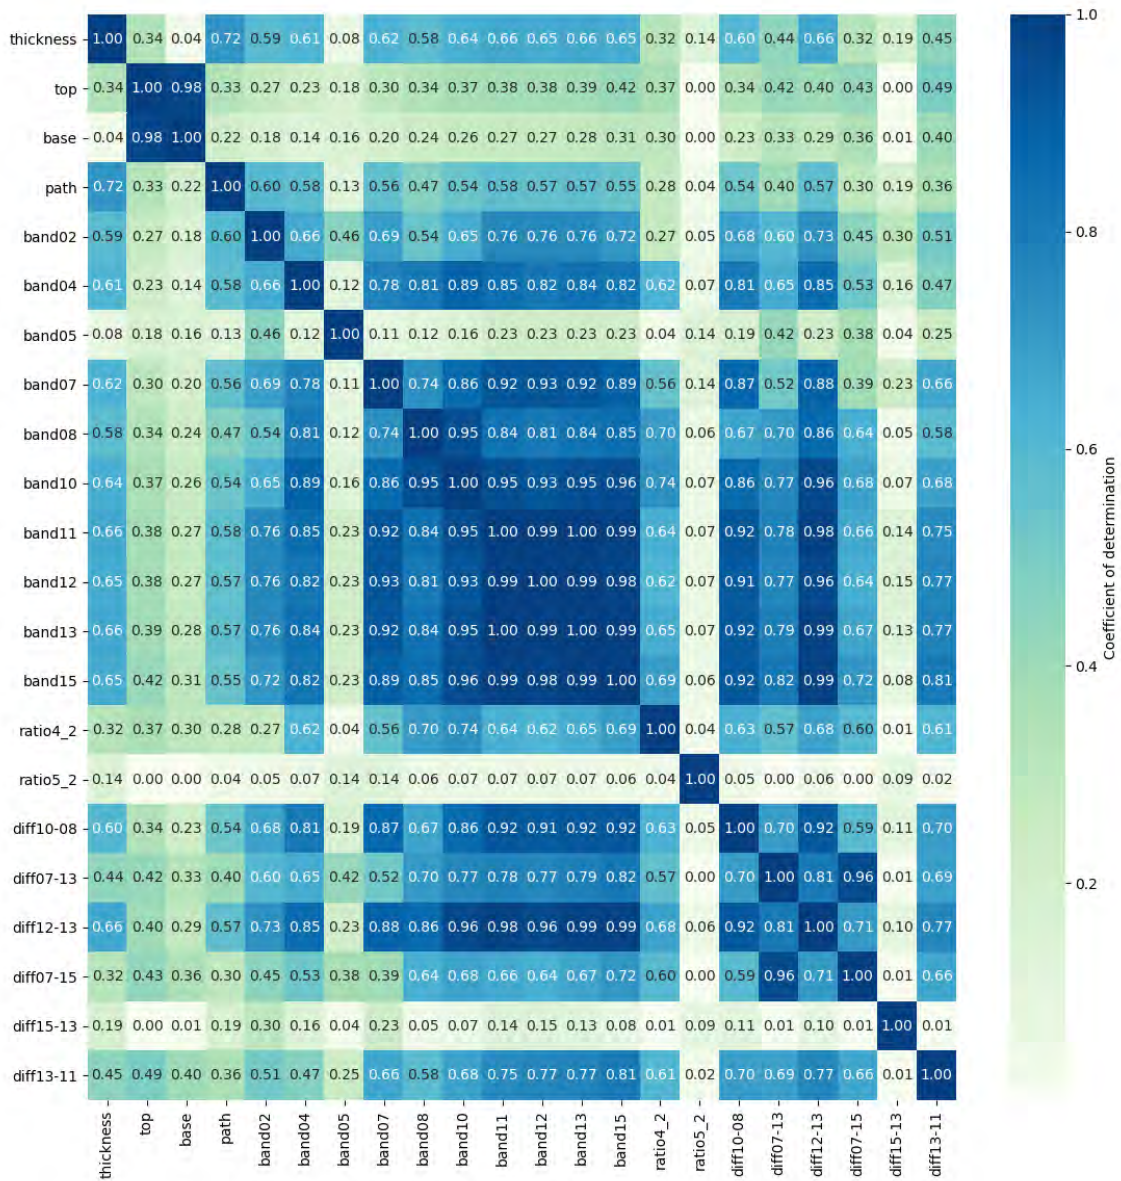 thickness 1.00 0.34 0.04 0.72 0.59 0.61 0.08 0.62 0.58 0.64 0.66 0.65 0.66 0.65 0.32 0.14 0.60 0.44 0.66 0.32 0.19 0.45
top 0.34 1.00 0.98 0.33 0.27 0.23 0.18 0.30 0.34 0.37 0.38 0.38 0.39 0.42 0.37 0.00 0.34 0.42 0.40 0.43 0.00 0.49
base 0.04 0.98 1.00 0.22 0.18 0.14 0.16 0.20 0.24 0.26 0.27 0.27 0.28 0.31 0.30 0.00 0.23 0.33 0.29 0.36 0.01 0.40
path 0.72 0.33 0.22 1.00 0.60 0.58 0.13 0.56 0.47 0.54 0.58 0.57 0.57 0.55 0.28 0.04 0.54 0.40 0.57 0.30 0.19 0.36
band02 0.59 0.27 0.18 0.60 1.00 0.66 0.46 0.69 0.54 0.65 0.76 0.76 0.76 0.72 0.27 0.05 0.68 0.60 0.73 0.45 0.30 0.51
band04 0.61 0.23 0.14 0.58 0.66 1.00 0.12 0.78 0.81 0.89 0.85 0.82 0.84 0.82 0.62 0.07 0.81 0.65 0.85 0.53 0.16 0.47
band05 0.08 0.18 0.16 0.13 0.46 0.12 1.00 0.11 0.12 0.16 0.23 0.23 0.23 0.23 0.04 0.14 0.19 0.42 0.23 0.38 0.04 0.25
band07 0.62 0.30 0.20 0.56 0.69 0.78 0.11 1.00 0.74 0.86 0.92 0.93 0.92 0.89 0.56 0.14 0.87 0.52 0.88 0.39 0.23 0.66
band08 0.58 0.34 0.24 0.47 0.54 0.81 0.12 0.74 1.00 0.95 0.84 0.81 0.84 0.85 0.70 0.06 0.67 0.70 0.86 0.64 0.05 0.58
band10 0.64 0.37 0.26 0.54 0.65 0.89 0.16 0.86 0.95 1.00 0.95 0.93 0.95 0.96 0.74 0.07 0.86 0.77 0.96 0.68 0.07 0.68
band11 0.66 0.38 0.27 0.58 0.76 0.85 0.23 0.92 0.84 0.95 1.00 0.99 1.00 0.99 0.64 0.07 0.92 0.78 0.98 0.66 0.14 0.75
band12 0.65 0.38 0.27 0.57 0.76 0.82 0.23 0.93 0.81 0.93 0.99 1.00 0.99 0.98 0.62 0.07 0.91 0.77 0.96 0.64 0.15 0.77
band13 0.66 0.39 0.28 0.57 0.76 0.84 0.23 0.92 0.84 0.95 1.00 0.99 1.00 0.99 0.65 0.07 0.92 0.79 0.99 0.67 0.13 0.77
band15 0.65 0.42 0.31 0.55 0.72 0.82 0.23 0.89 0.85 0.96 0.99 0.98 0.99 1.00 0.69 0.06 0.92 0.82 0.99 0.72 0.08 0.81
ratio4_2 0.32 0.37 0.30 0.28 0.27 0.62 0.04 0.56 0.70 0.74 0.64 0.62 0.65 0.69 1.00 0.04 0.63 0.57 0.68 0.60 0.01 0.61
ratio5_2 0.14 0.00 0.00 0.04 0.05 0.07 0.14 0.14 0.06 0.07 0.07 0.07 0.07 0.06 0.04 1.00 0.05 0.00 0.06 0.00 0.09 0.02
diff10-08 0.60 0.34 0.23 0.54 0.68 0.81 0.19 0.87 0.67 0.86 0.92 0.91 0.92 0.92 0.63 0.05 1.00 0.70 0.92 0.59 0.11 0.70
diff07-13 0.44 0.42 0.33 0.40 0.60 0.65 0.42 0.52 0.70 0.77 0.78 0.77 0.79 0.82 0.57 0.00 0.70 1.00 0.81 0.96 0.01 0.69
diff12-13 0.66 0.40 0.29 0.57 0.73 0.85 0.23 0.88 0.86 0.96 0.98 0.96 0.99 0.99 0.68 0.06 0.92 0.81 1.00 0.71 0.10 0.77
diff07-15 0.32 0.43 0.36 0.30 0.45 0.53 0.38 0.39 0.64 0.68 0.66 0.64 0.67 0.72 0.60 0.00 0.59 0.96 0.71 1.00 0.01 0.66
diff15-13 0.19 0.00 0.01 0.19 0.30 0.16 0.04 0.23 0.05 0.07 0.14 0.15 0.13 0.08 0.01 0.09 0.11 0.01 0.10 0.01 1.00 0.01
diff13-11 0.45 0.49 0.40 0.36 0.51 0.47 0.25 0.66 0.58 0.68 0.75 0.77 0.77 0.81 0.61 0.02 0.70 0.69 0.77 0.66 0.01 1.00
thickness top base path band02 band04 band05 band07 band08 band10 band11 band12 band13 band15 ratio4_2 ratio5_2 diff10-08 diff07-13 diff12-13 diff07-15 diff15-13 diff13-11
1.0
0.8
0.6
0.4
0.2
Coefficient of determination